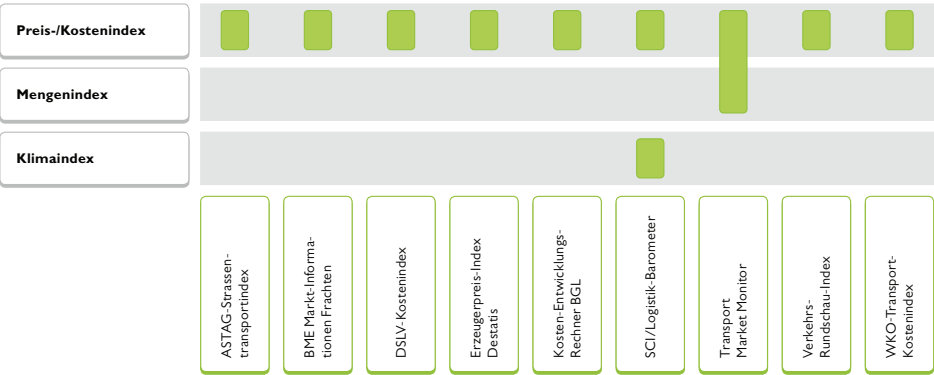 Preis-/Kostenindex
Mengenindex
Klimaindex
ASTAG-Strassen-
transportindex
BME Markt-Informa-
tionen Frachten
DSLV-Kostenindex
Erzeugerpreis-Index
Destatis
Kosten-Entwicklungs-
Rechner BGL
SCI/Logistik-Barometer
Transport
Market Monitor
Verkehrs-
Rundschau-Index
WKO-Transport-
Kostenindex